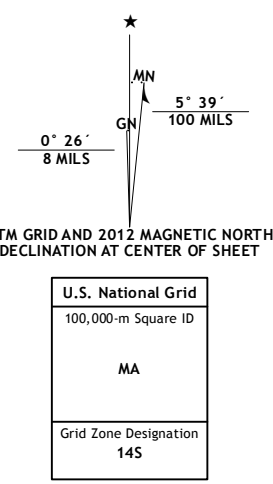 ★
MN
GN
5° 39´
100 MILS
0° 26´
8 MILS
TM GRID AND 2012 MAGNETIC NORTH
DECLINATION AT CENTER OF SHEET
U.S. National Grid
100,000-m Square ID
MA
Grid Zone Designation
14S